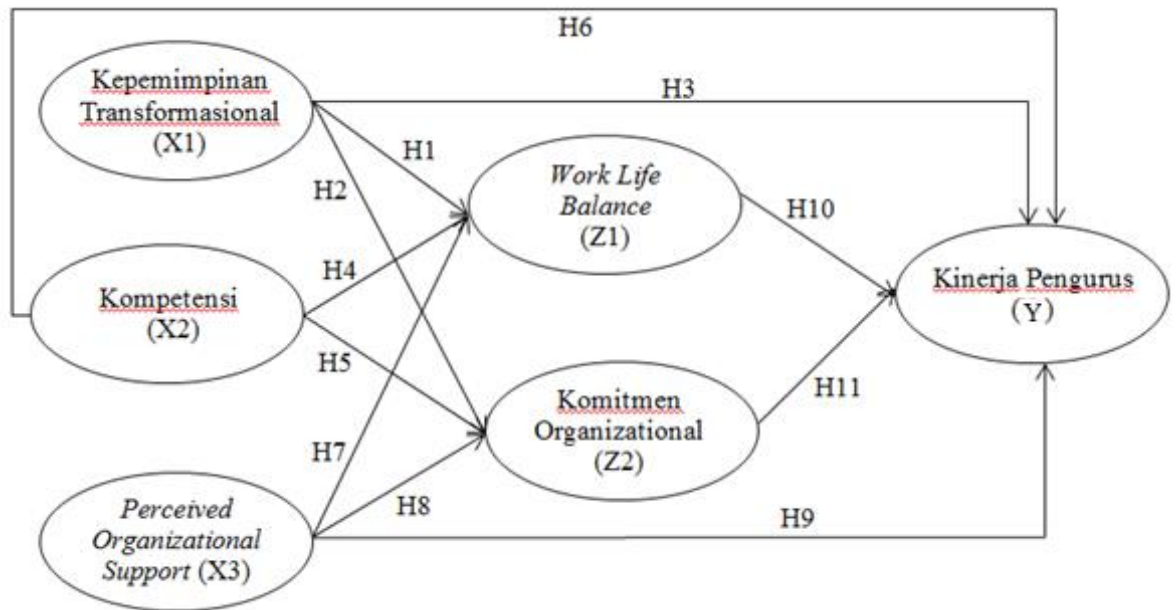 H6
Kepemimpinan
Transformasional
(X1)
H3
H1
H2
Work Life
Balance
(Z1)
H10
H4
Kompetensi
(X2)
Kinerja Pengurus
(Y)
H5
Komitmen
Organizational
(Z2)
H11
H7
H8
Perceived
Organizational
Support (X3)
H9